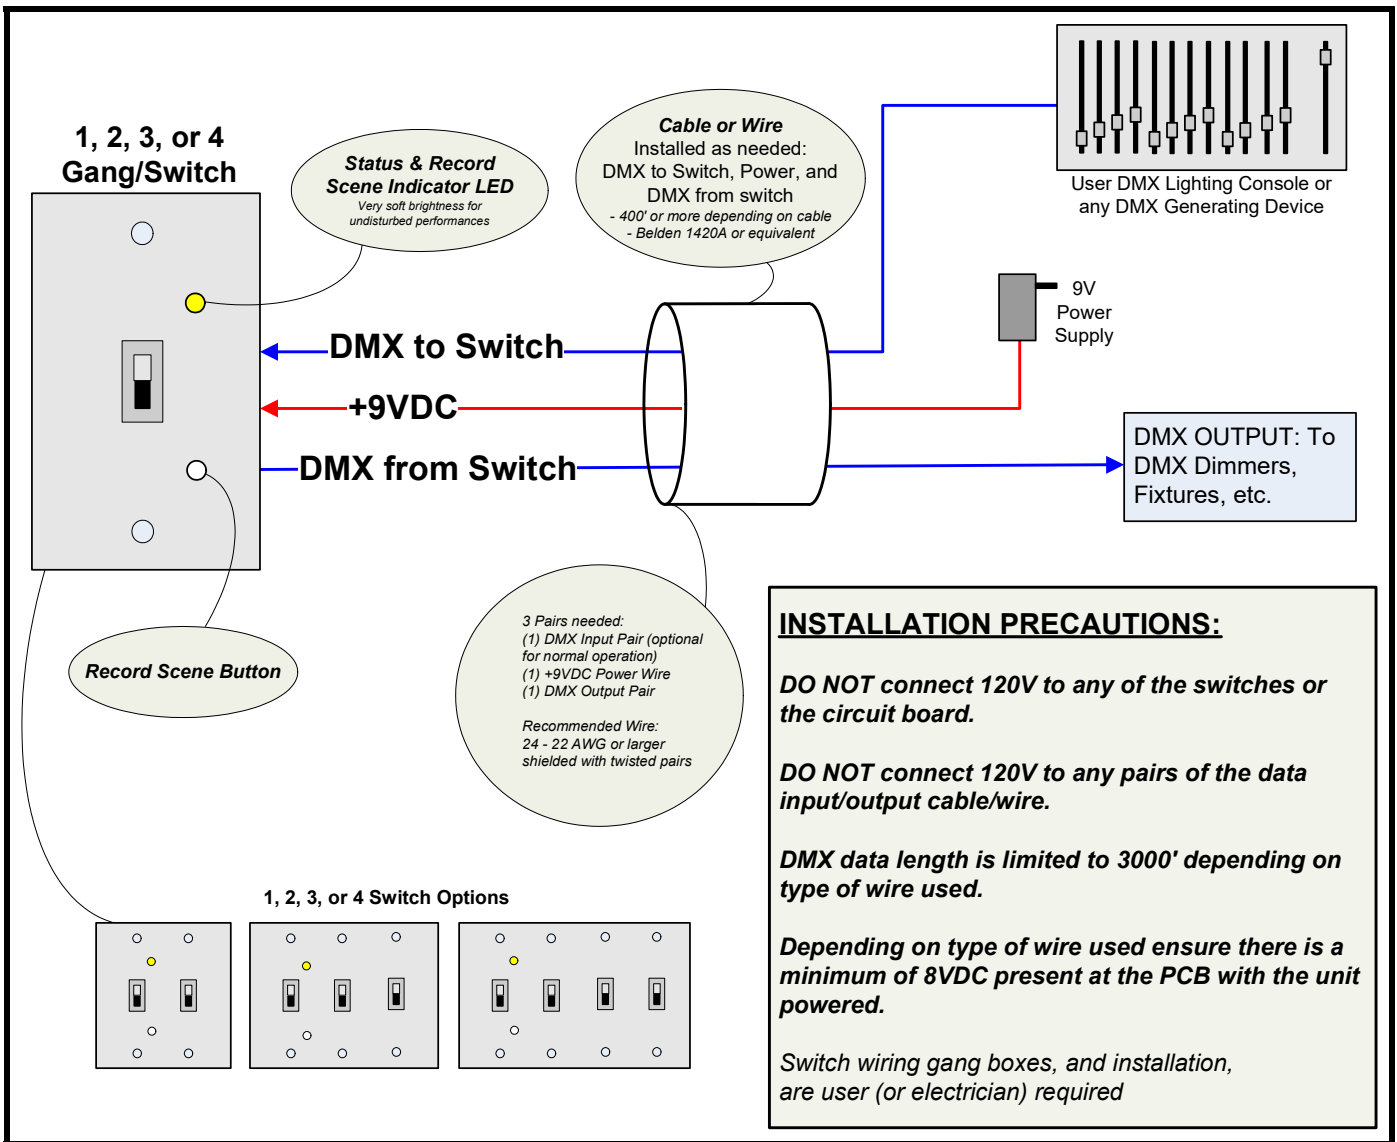 1, 2, 3, or 4
Gang/Switch
Status & Record
Scene Indicator LED
Very soft brightness for
undisturbed performances
Cable or Wire
Installed as needed:
DMX to Switch, Power, and
DMX from switch
- 400' or more depending on cable
- Belden 1420A or equivalent
User DMX Lighting Console or
any DMX Generating Device
9V
Power
Supply
DMX to Switch
+9VDC
DMX from Switch
DMX OUTPUT: To
DMX Dimmers,
Fixtures, etc.
Record Scene Button
3 Pairs needed:
(1) DMX Input Pair (optional
for normal operation)
(1) +9VDC Power Wire
(1) DMX Output Pair
Recommended Wire:
24 - 22 AWG or larger
shielded with twisted pairs
INSTALLATION PRECAUTIONS:
DO NOT connect 120V to any of the switches or
the circuit board.
DO NOT connect 120V to any pairs of the data
input/output cable/wire.
DMX data length is limited to 3000' depending on
type of wire used.
Depending on type of wire used ensure there is a
minimum of 8VDC present at the PCB with the unit
powered.
Switch wiring gang boxes, and installation,
are user (or electrician) required
1, 2, 3, or 4 Switch Options